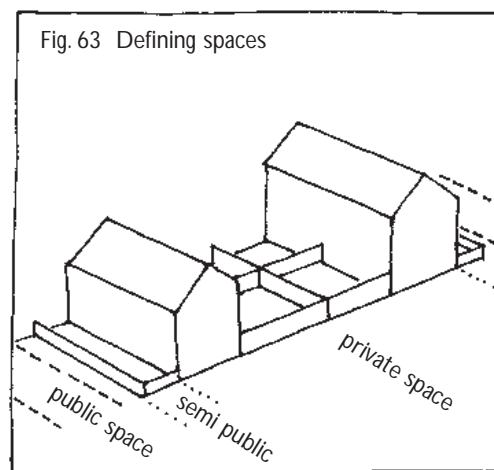 Fig. 63 Defining spaces
private space
semi public
public space